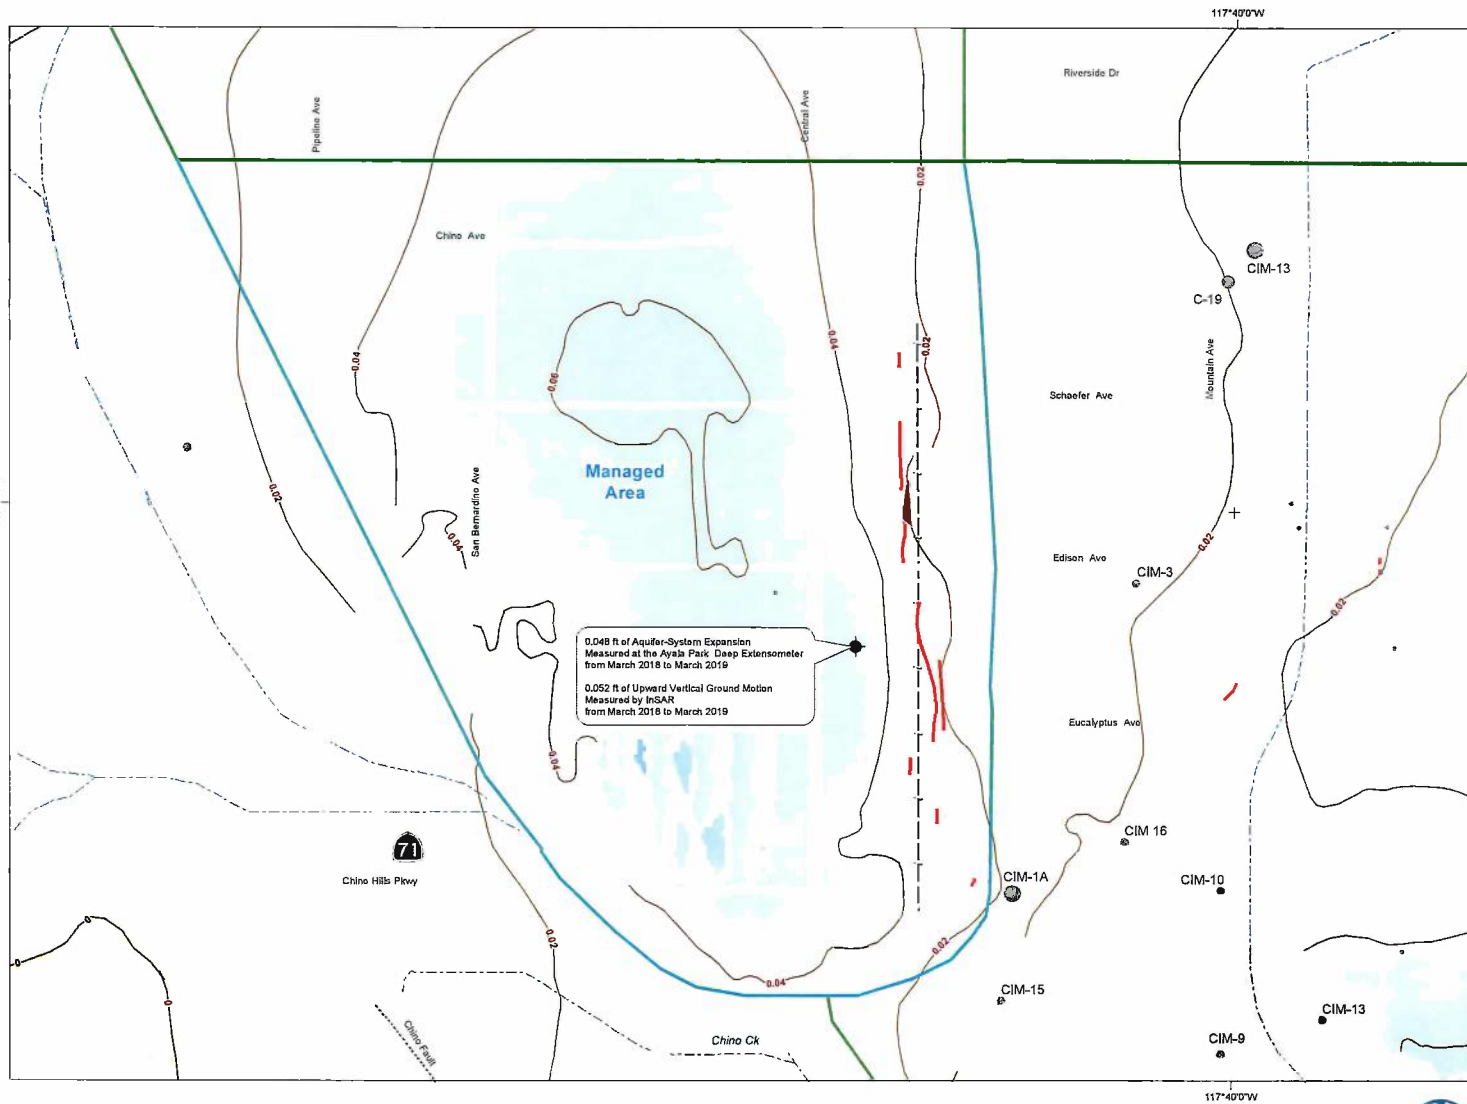 117°40'0"W
Riverside Dr
Pipeline Ave
Central Ave
0.02
Chino Ave
CIM-13
C-19
0.04
0.04
0.02
Mountain Ave
0.06
Schaefer Ave
Managed
Area
0.02
San Bernardino Ave
0.04
0.02
Edison Ave
CIM-3
0.02
0.048 ft of Aquifer-System Expansion
Measured at the Ayala Park Deep Extensometer
from March 2018 to March 2019
0.052 ft of Upward Vertical Ground Motion
Measured by InSAR
from March 2018 to March 2019
Eucalyptus Ave
0.04
CIM 16
71
Chino Hills Pkwy
CIM-1A
CIM-10
0
0.02
0.02
0
0.04
CIM-15
0
CIM-13
Chino Fault
Chino Ck
CIM-9
117°40'0"W